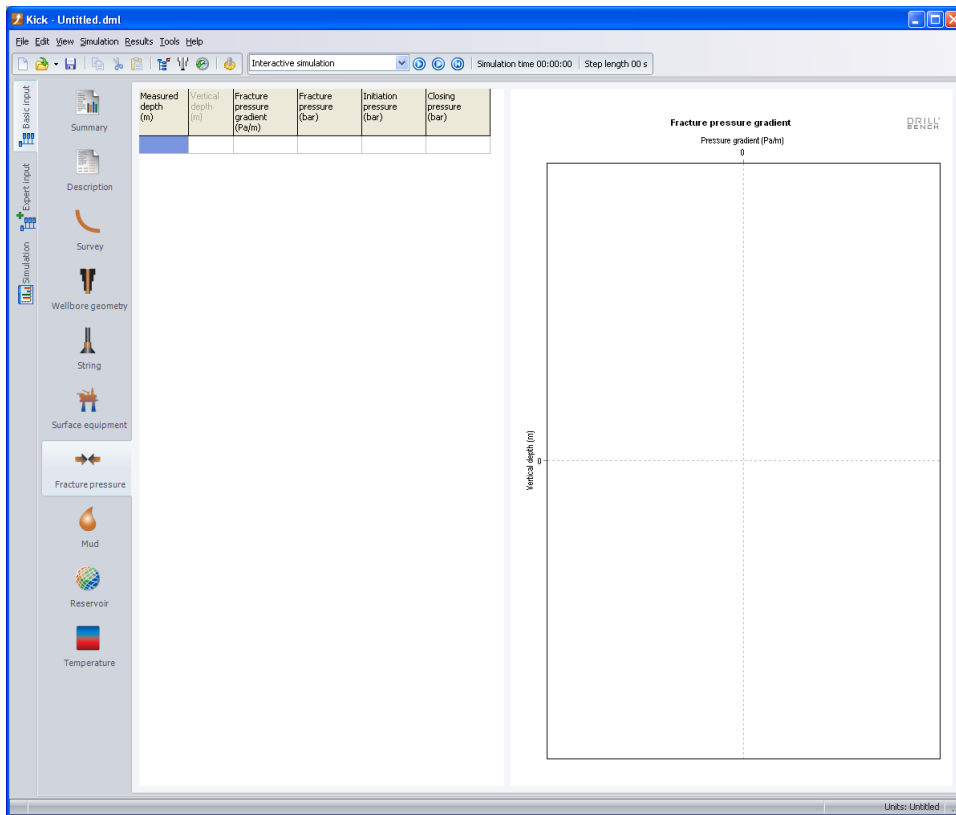 Kick - Untitled.dml
File Edit View Simulation Results Tools Help
Interactive simulation
Simulation time 00:00:00
Step length 00 s
Basic input
Expert input
Simulation
Summary
Description
Survey
Wellbore geometry
String
Surface equipment
Fracture pressure
Mud
Reservoir
Temperature
Measured
depth
(m)
Vertical
depth
(m)
Fracture
pressure
gradient
(Pa/m)
Fracture
pressure
(bar)
Initiation
pressure
(bar)
Closing
pressure
(bar)
Fracture pressure gradient
DRILL
BENCH
Pressure gradient (Pa/m)
0
Vertical depth (m)
0
Units: Untitled